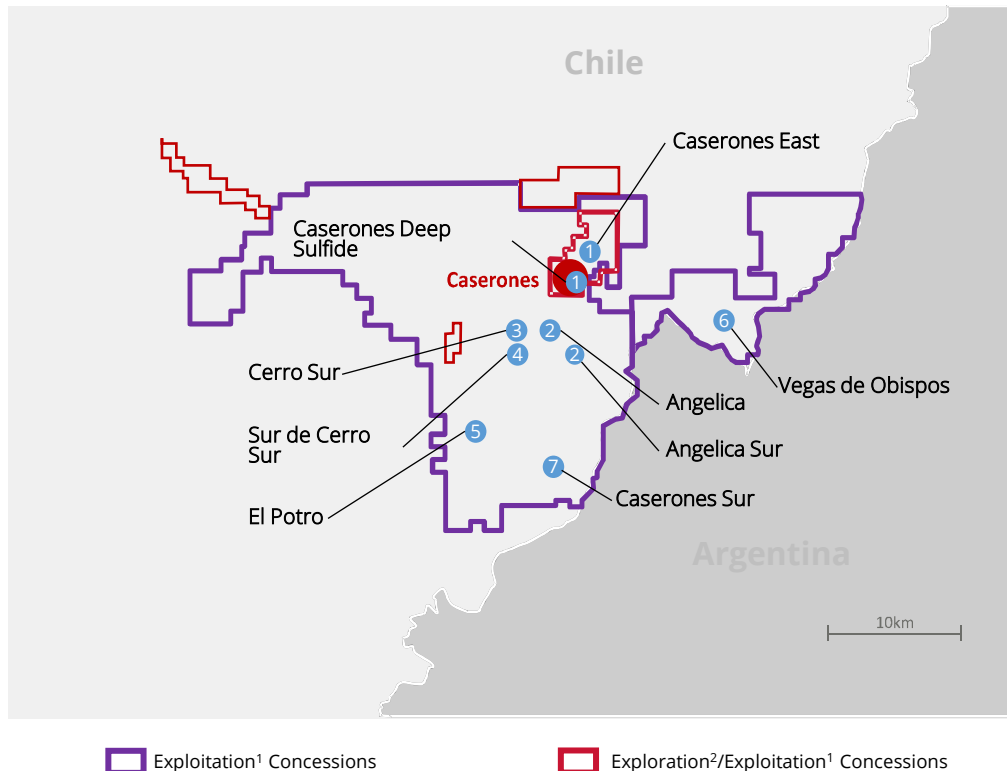 Chile
Caserones East
Caserones Deep
Sulfide
1
Caserones
1
6
3
2
Cerro Sur
4
2
Vegas de Obispos
Angelica
Sur de Cerro
Sur
5
Angelica Sur
7
Caserones Sur
El Potro
Argentina
10km
Exploitation¹ Concessions
Exploration²/Exploitation¹ Concessions